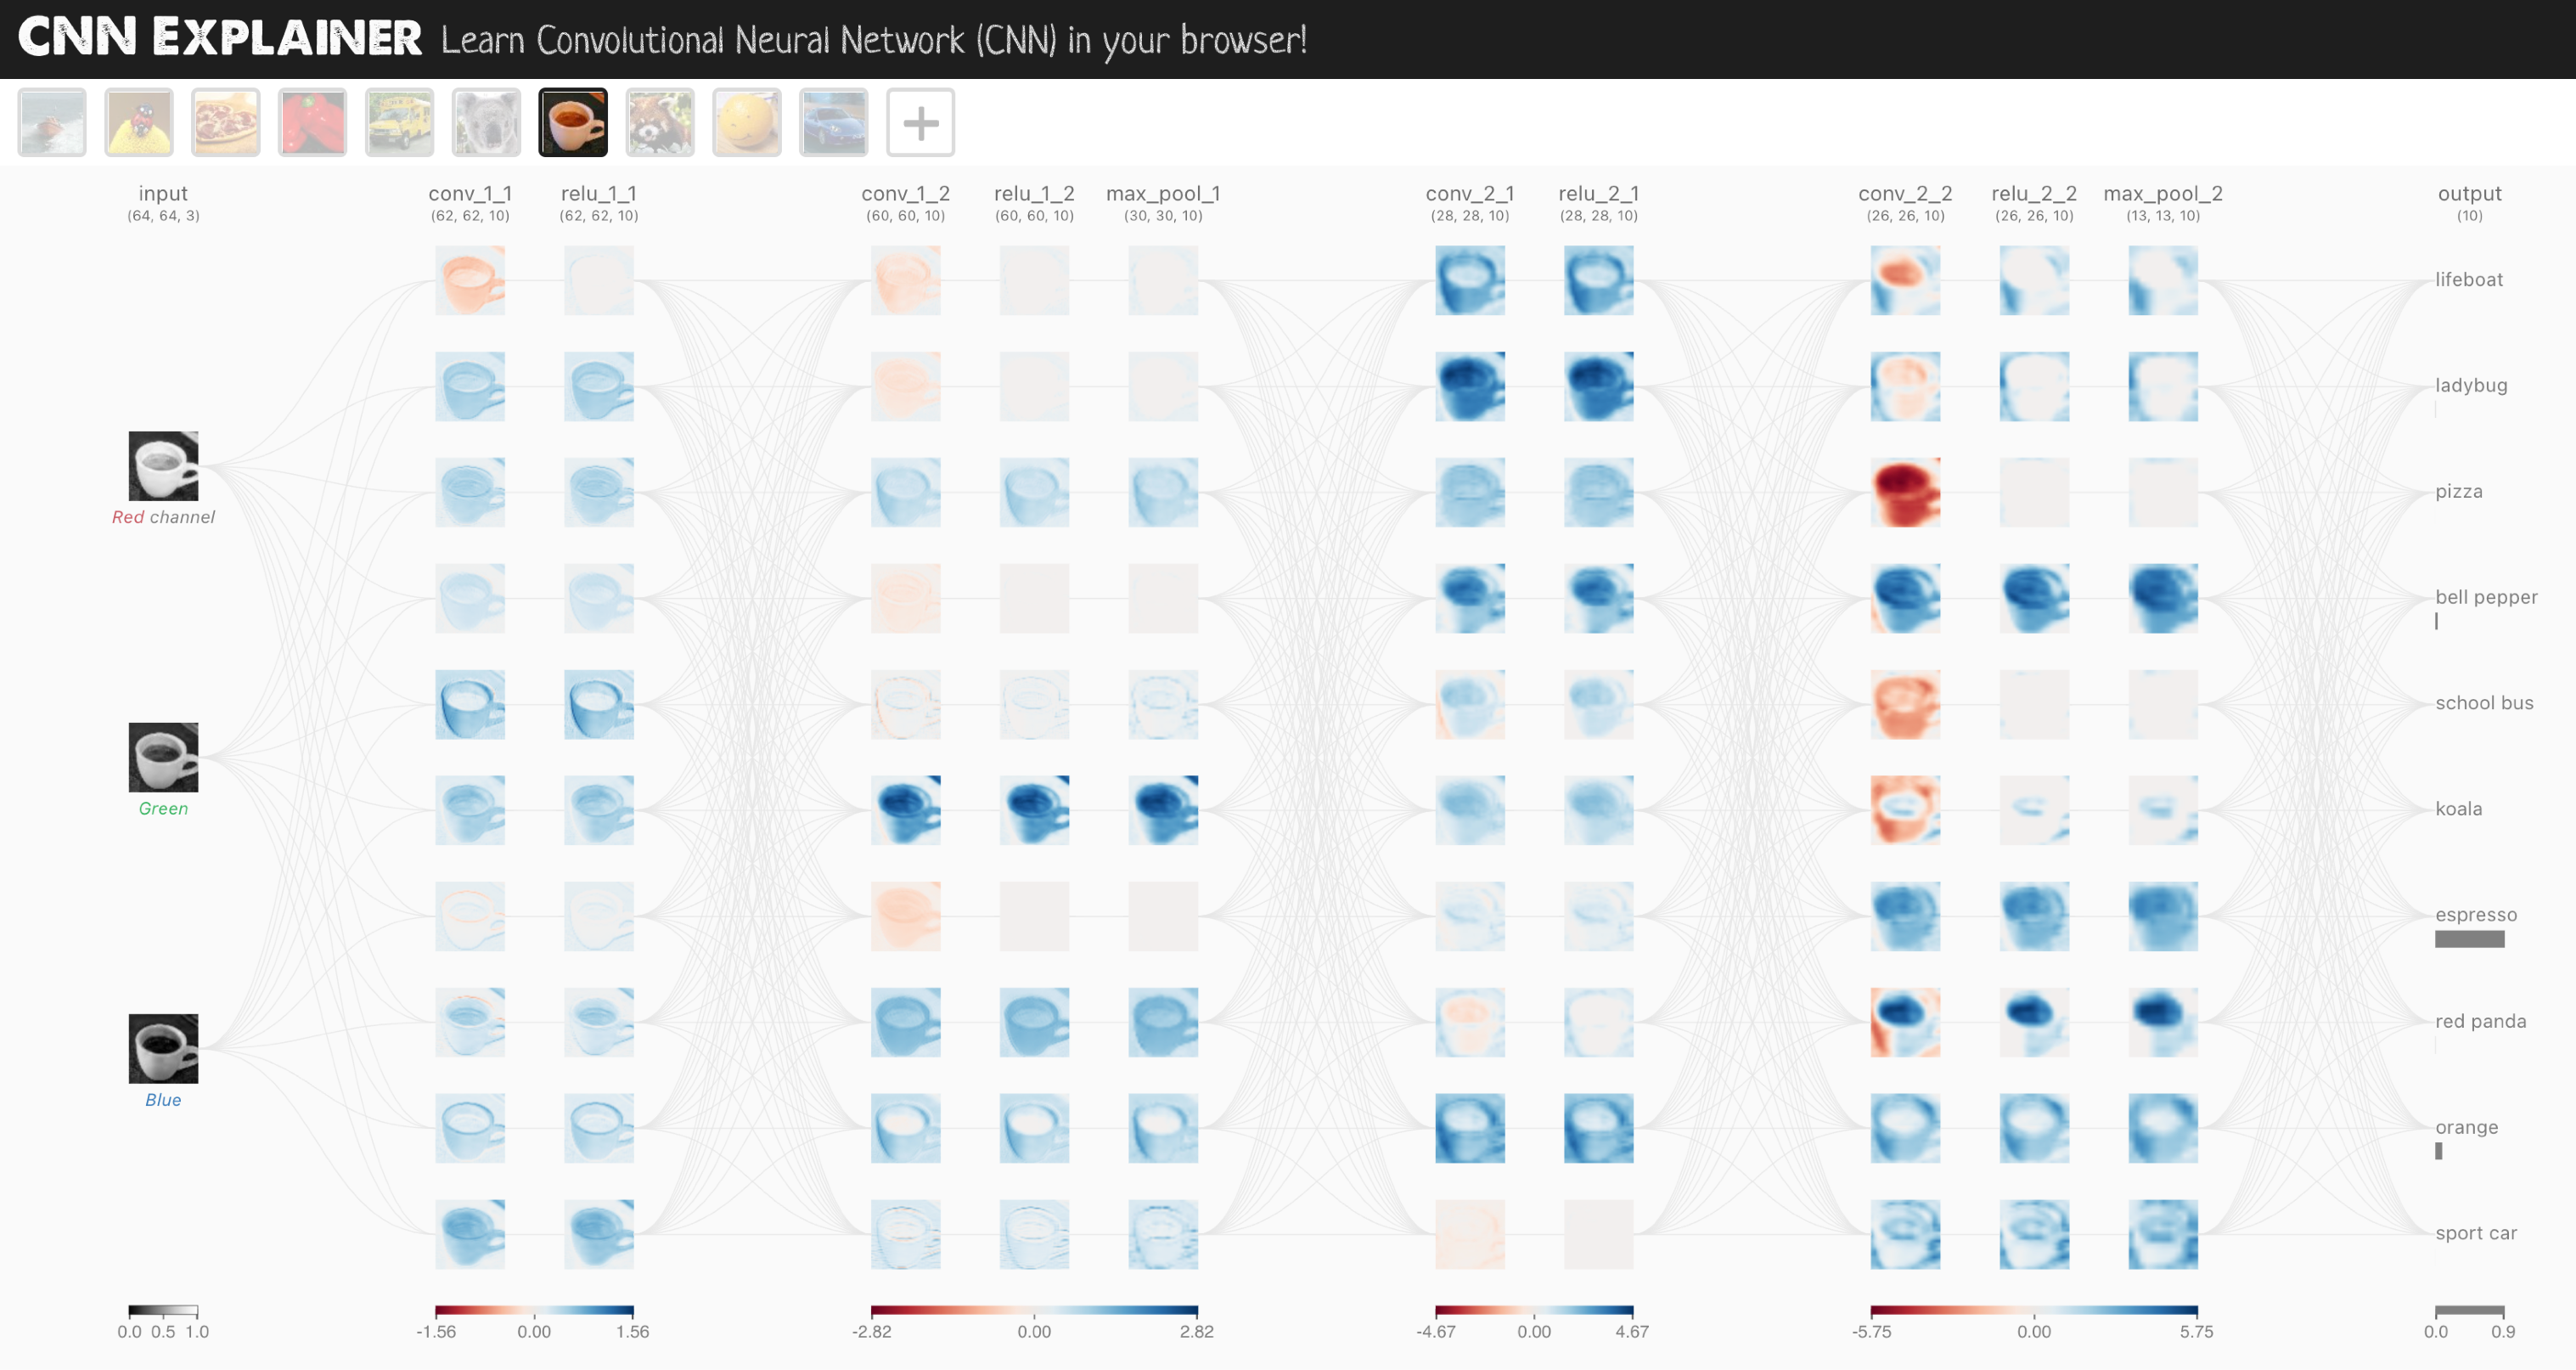 CNN EXPLAINER Learn Convolutional Neural Network (CNN) in your browser!
input conv_1_1 relu_1_1 conv_1_2 relu_1_2 max_pool_1 conv_2_1 relu_2_1 conv_2_2 relu_2_2 max_pool_2 output
(64, 64, 3) (62, 62, 10) (62, 62, 10) (60, 60, 10) (60, 60, 10) (30, 30, 10) (28, 28, 10) (28, 28, 10) (26, 26, 10) (26, 26, 10) (13, 13, 10) (10)
lifeboat
ladybug
pizza
Red channel
bell pepper
school bus
Green
koala
espresso
red panda
Blue
orange
sport car
0.0 0.5 1.0 -1.56 0.00 1.56 -2.82 0.00 2.82 -4.67 0.00 4.67 -5.75 0.00 5.75 0.0 0.9